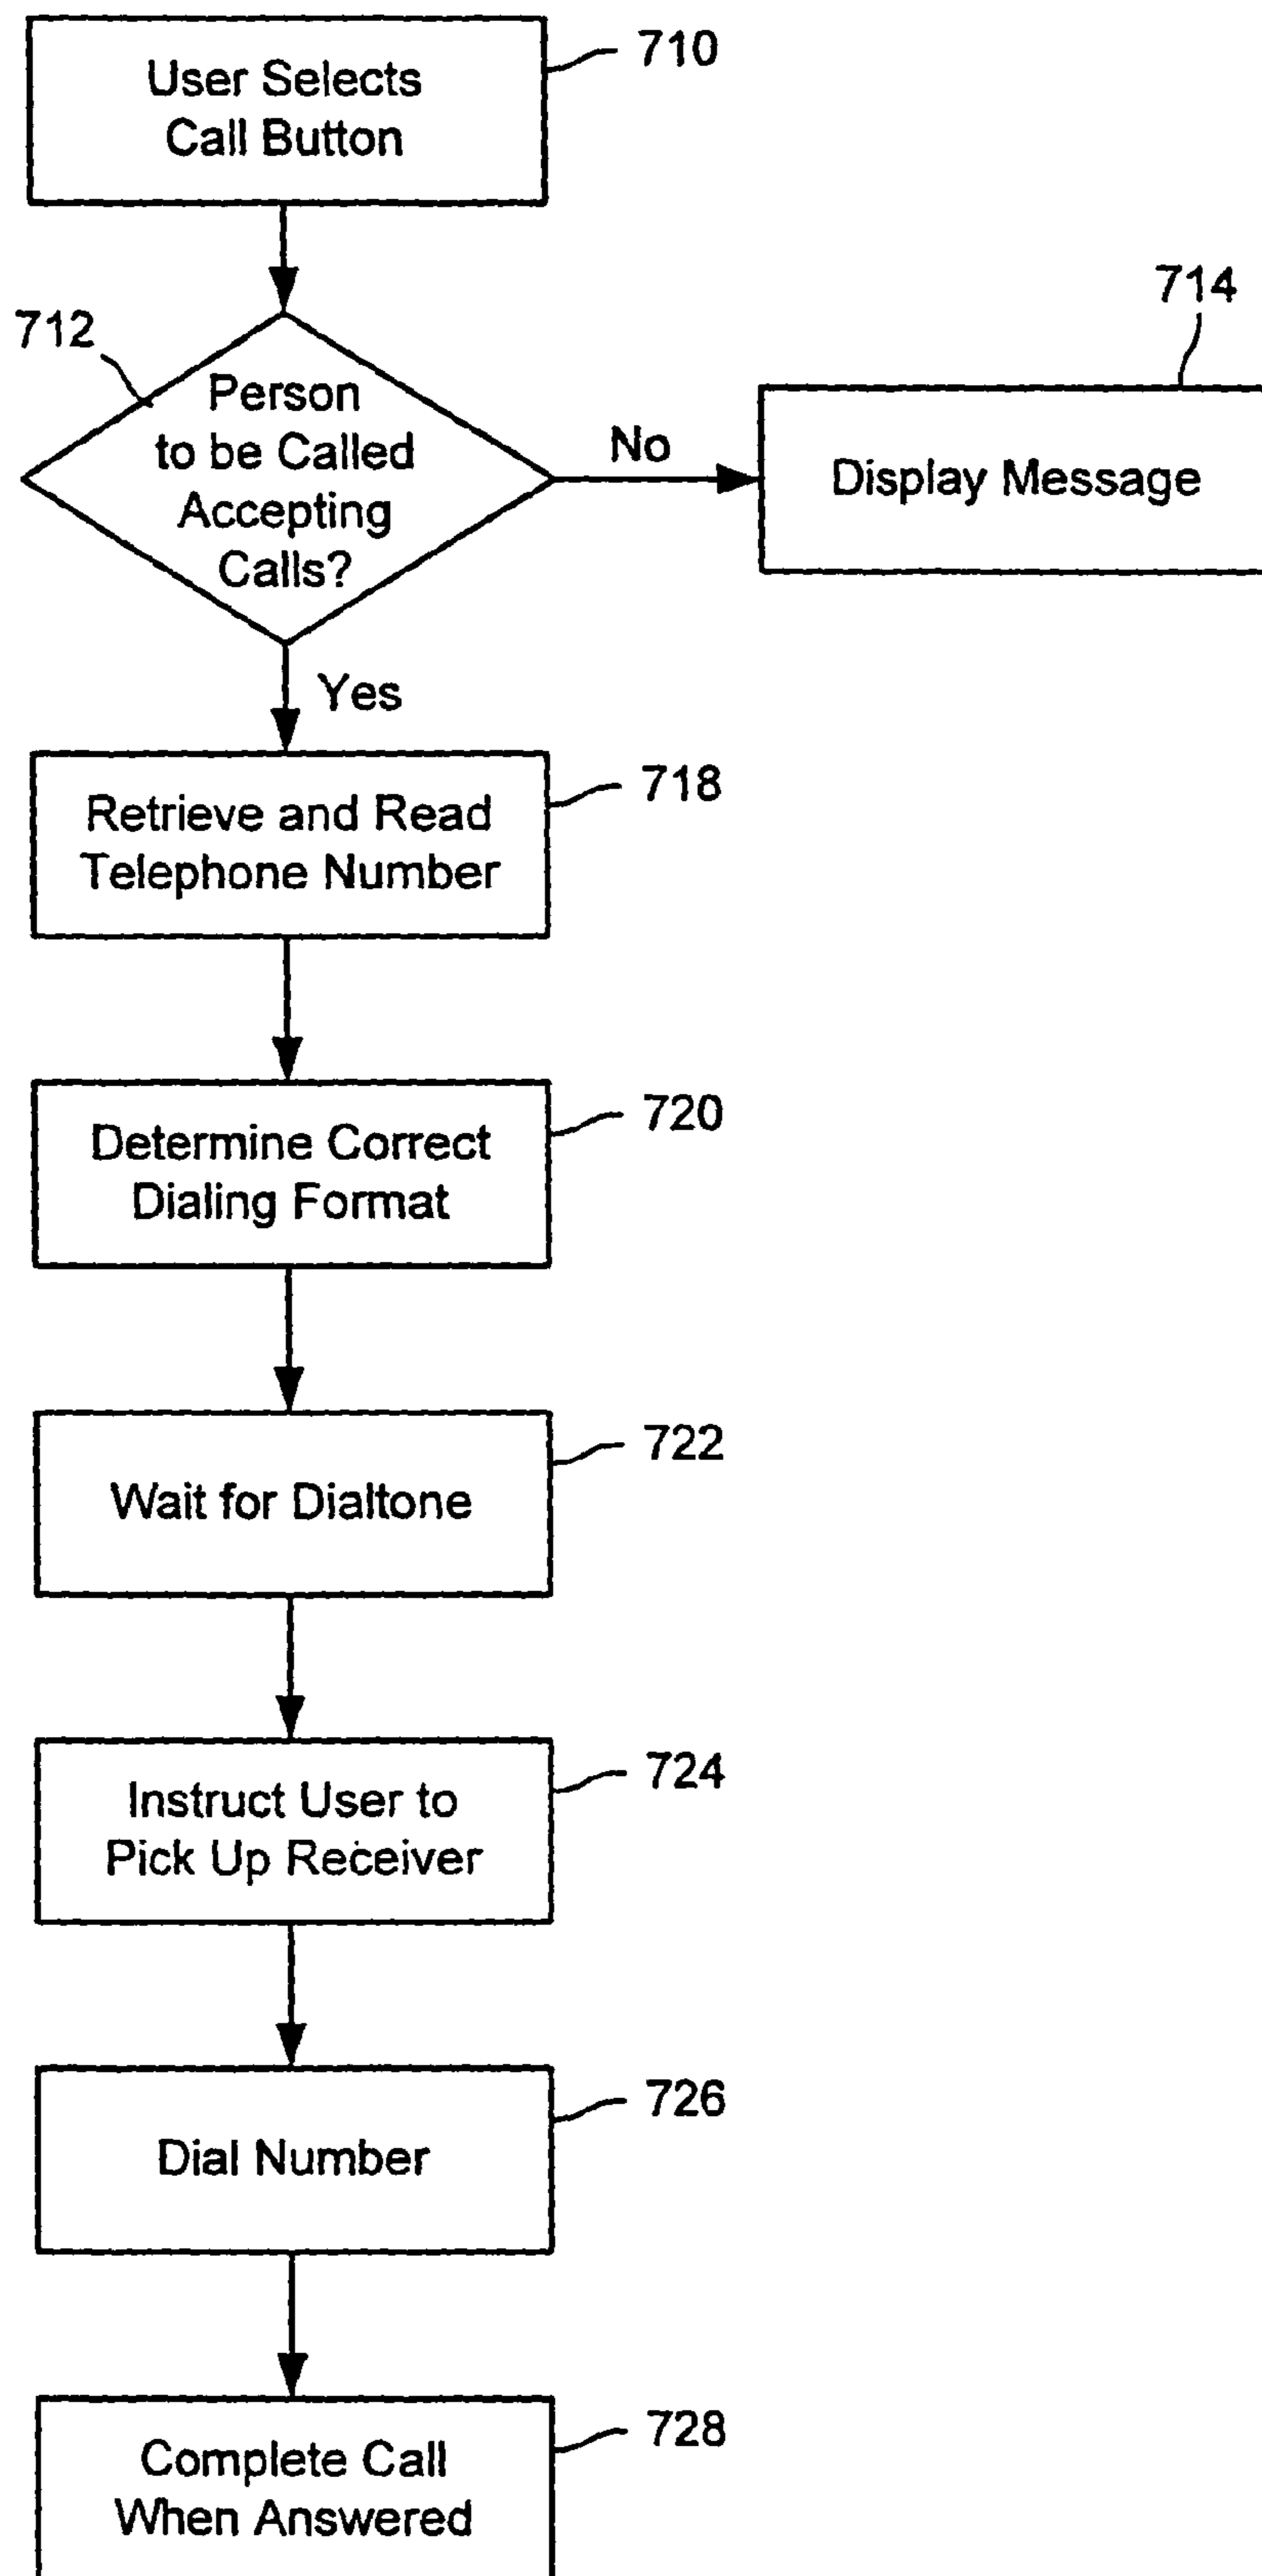 User Selects
Call Button
710
712
Person
to be Called
Accepting
Calls?
No
714
Display Message
Yes
Retrieve and Read
Telephone Number
718
Determine Correct
Dialing Format
720
Wait for Dialtone
722
Instruct User to
Pick Up Receiver
724
Dial Number
726
Complete Call
When Answered
728